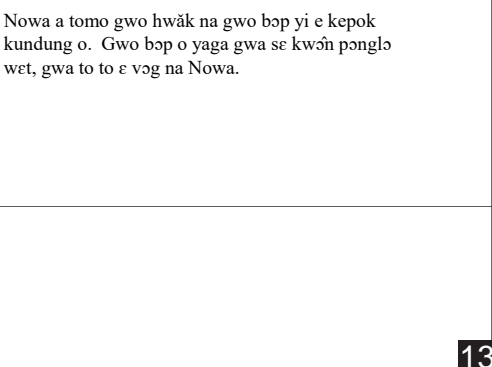 Nowa a tomo gwo hwǎk na gwo bɔp yi e kepok
kundung o.  Gwo bɔp o yaga gwa sɛ kwɔ̂n pɔnglɔ
wɛt, gwa to to ɛ vɔg na Nowa.
13